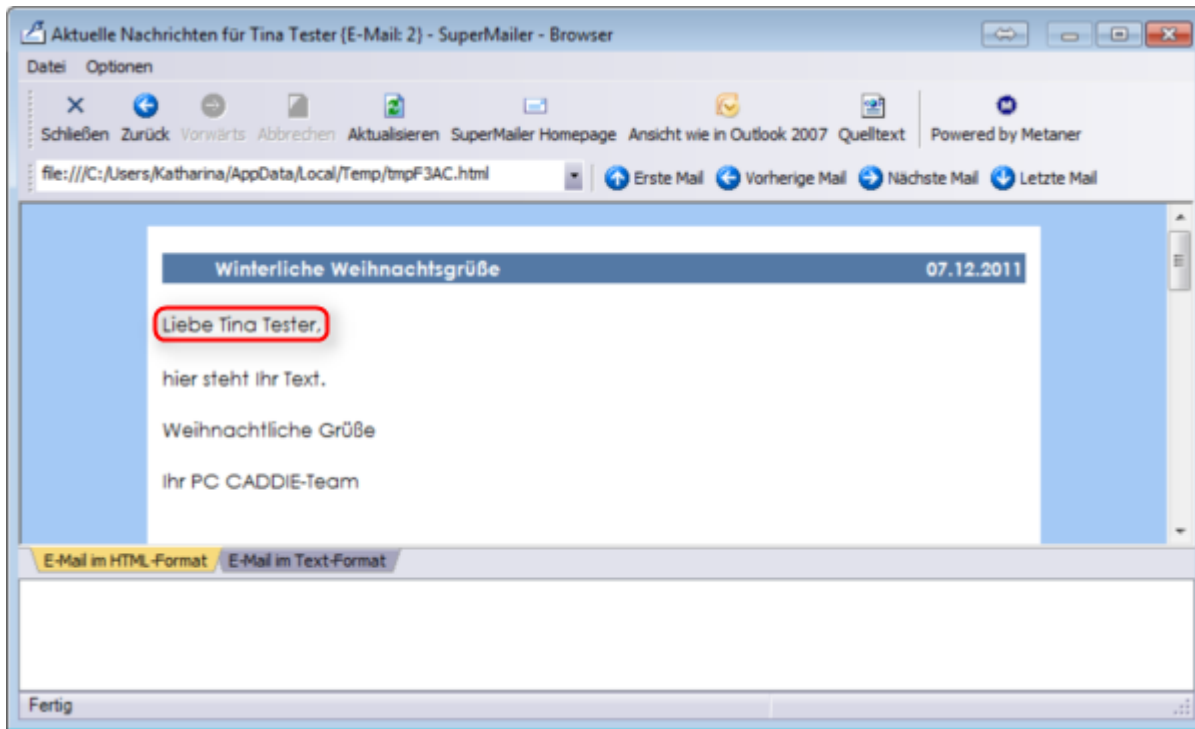 Aktuelle Nachrichten für Tina Tester {E-Mail: 2} - SuperMailer - Browser
Datei Optionen
Schließen Zurück Vorwärts Abbrechen Aktualisieren SuperMailer Homepage Ansicht wie in Outlook 2007 Quelltext Powered by Metaner
file:///C:/Users/Katharina/AppData/Local/Temp/tmpF3AC.html Erste Mail Vorherige Mail Nächste Mail Letzte Mail
Winterliche Weihnachtsgrüße 07.12.2011
Liebe Tina Tester,
hier steht Ihr Text.
Weihnachtliche Grüße
Ihr PC CADDIE-Team
E-Mail im HTML-Format E-Mail im Text-Format
Fertig